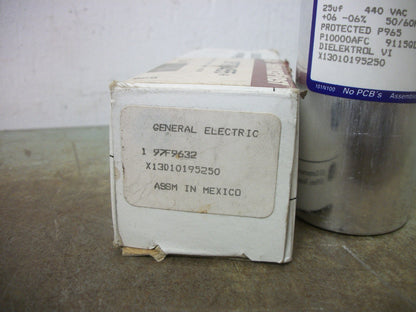 GENERAL ELECTRIC
1 97F9632
X13010195250
ASSM IN MEXICO
25uf 440 VAC
+06 -06% 50/60
PROTECTED P965
P10000AFC 91150
DIELEKTROL VI
X13010195250
No PCB's